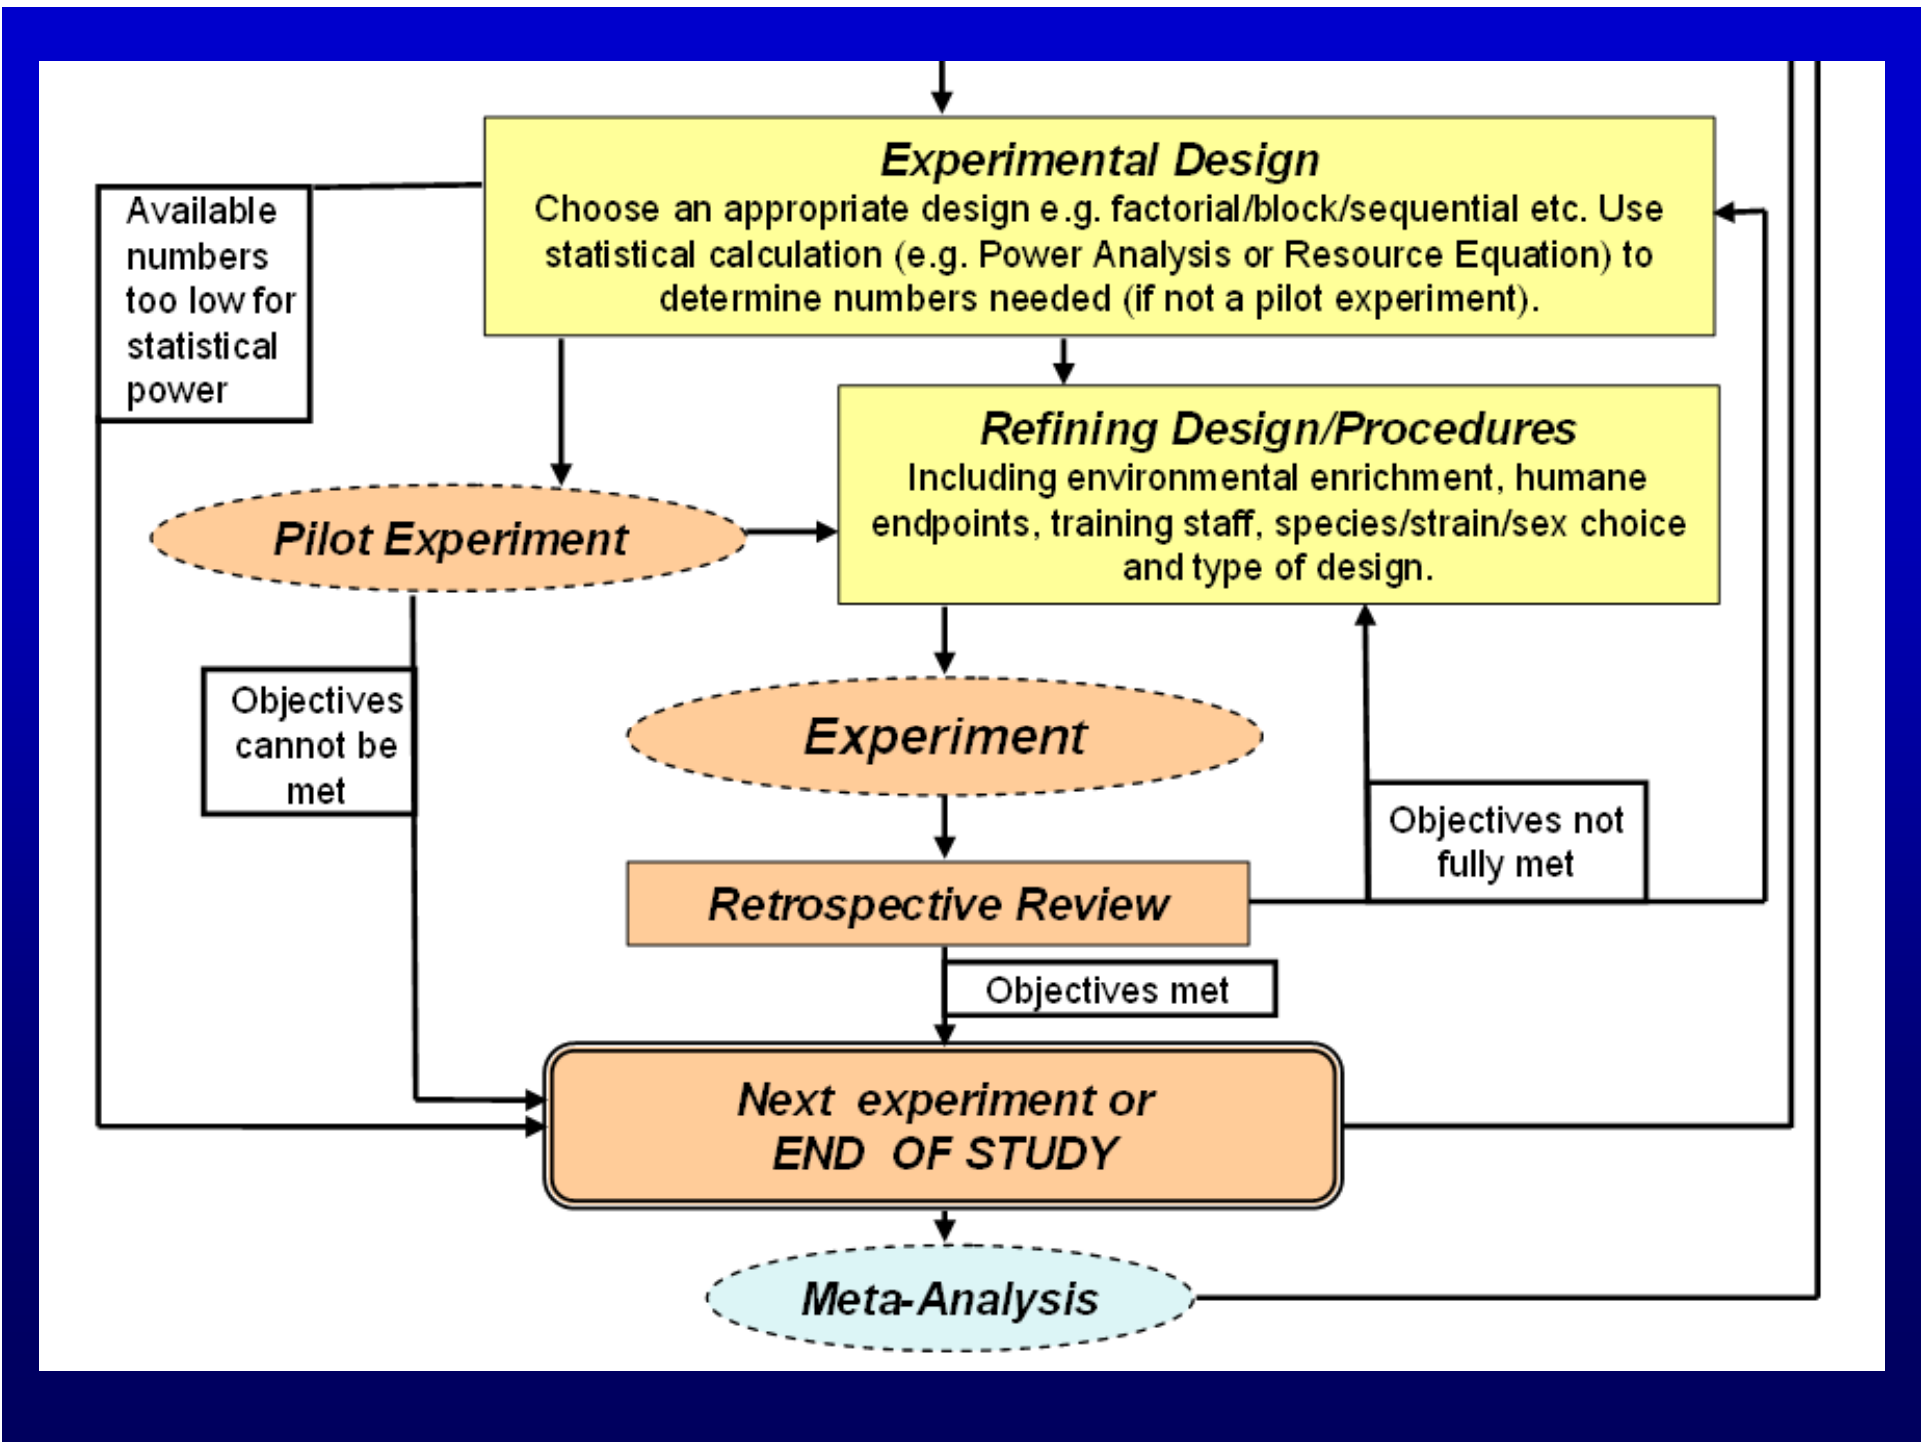 Experimental Design
Choose an appropriate design e.g. factorial/block/sequential etc. Use
statistical calculation (e.g. Power Analysis or Resource Equation) to
determine numbers needed (if not a pilot experiment).
Available
numbers
too low for
statistical
power
Refining Design/Procedures
Including environmental enrichment, humane
endpoints, training staff, species/strain/sex choice
and type of design.
Pilot Experiment
Objectives
cannot be
met
Experiment
Objectives not
fully met
Retrospective Review
Objectives met
Next experiment or
END OF STUDY
Meta-Analysis